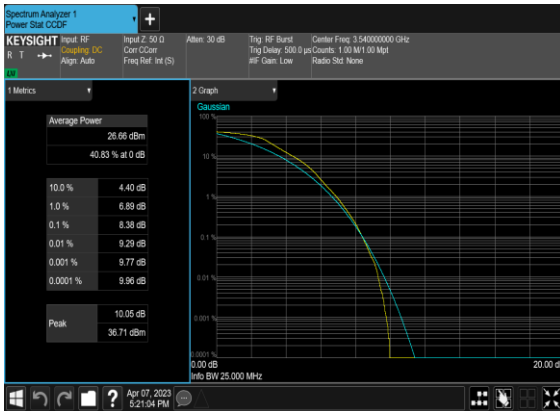 Spectrum Analyzer 1
Power Stat CCDF
KEYSIGHT
R T
LXI
Input: RF
Coupling: DC
Align: Auto
Input Z: 50 Ω
Corr CCorr
Freq Ref: Int (S)
Atten: 30 dB
Trig: RF Burst
Trig Delay: 500.0 µs
#IF Gain: Low
Center Freq: 3.540000000 GHz
Counts: 1.00 M/1.00 Mpt
Radio Std: None
1 Metrics
Average Power
26.66 dBm
40.83 % at 0 dB
10.0 % 4.40 dB
1.0 % 6.89 dB
0.1 % 8.38 dB
0.01 % 9.29 dB
0.001 % 9.77 dB
0.0001 % 9.96 dB
Peak
10.05 dB
36.71 dBm
2 Graph
Gaussian
100 %
10 %
1 %
0.1 %
0.01 %
0.001 %
0.0001 %
0.00 dB
20.00 d
Info BW 25.000 MHz
Apr 07, 2023
5:21:04 PM